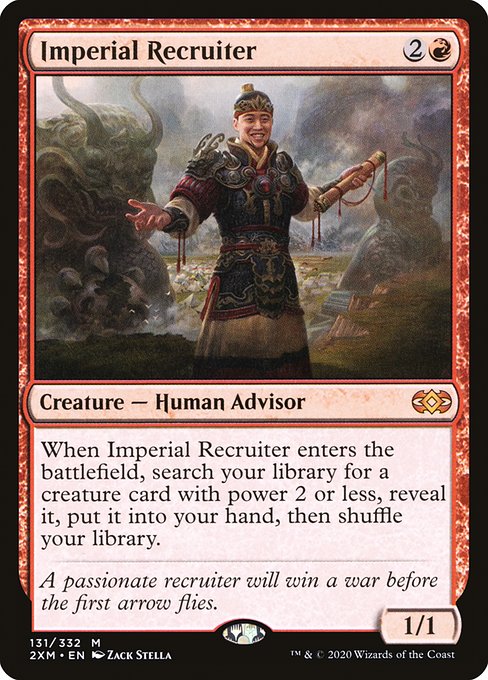 Imperial Recruiter 2
Creature — Human Advisor
When Imperial Recruiter enters the
battlefield, search your library for a
creature card with power 2 or less, reveal
it, put it into your hand, then shuffle
your library.
A passionate recruiter will win a war before
the first arrow flies.
1/1
131/332 M
2XM • EN Zack Stella
™ & © 2020 Wizards of the Coast